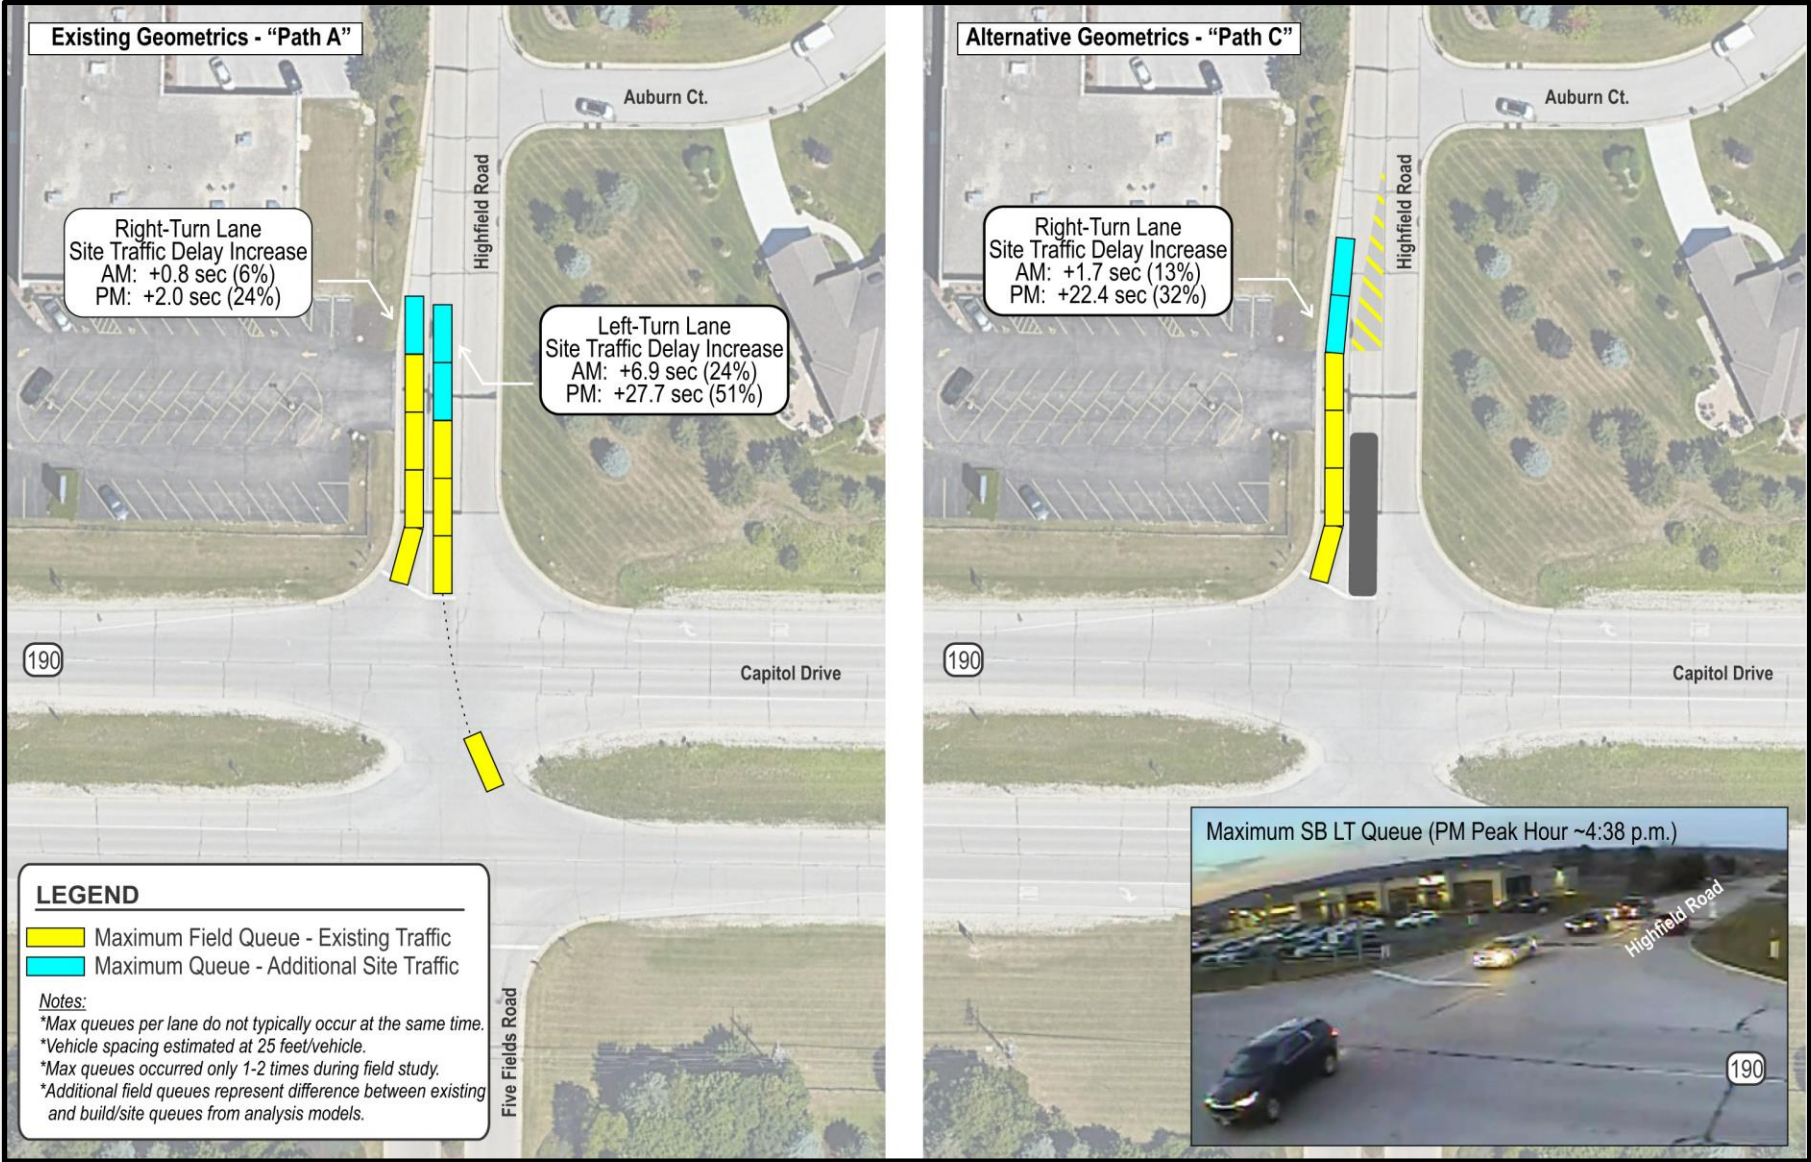 Existing Geometrics - “Path A”
Auburn Ct.
Highfield Road
Right-Turn Lane
Site Traffic Delay Increase
AM: +0.8 sec (6%)
PM: +2.0 sec (24%)
Left-Turn Lane
Site Traffic Delay Increase
AM: +6.9 sec (24%)
PM: +27.7 sec (51%)
190
Capitol Drive
Five Fields Road
LEGEND
Maximum Field Queue - Existing Traffic
Maximum Queue - Additional Site Traffic
Notes:
*Max queues per lane do not typically occur at the same time.
*Vehicle spacing estimated at 25 feet/vehicle.
*Max queues occurred only 1-2 times during field study.
*Additional field queues represent difference between existing
and build/site queues from analysis models.
Alternative Geometrics - “Path C”
Auburn Ct.
Highfield Road
Right-Turn Lane
Site Traffic Delay Increase
AM: +1.7 sec (13%)
PM: +22.4 sec (32%)
190
Capitol Drive
Maximum SB LT Queue (PM Peak Hour ~4:38 p.m.)
Highfield Road
190